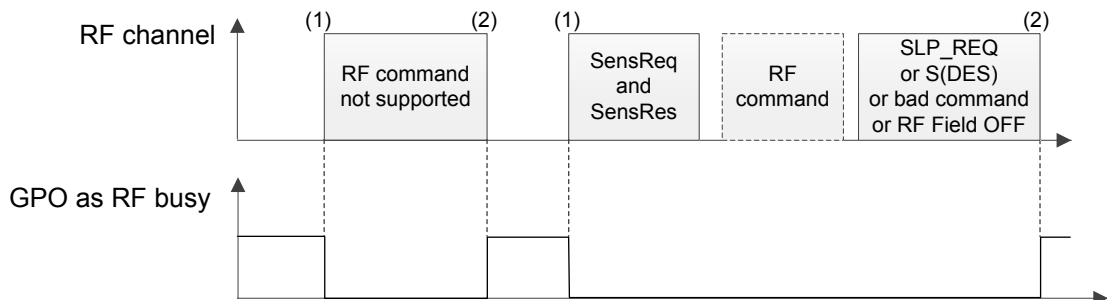 (1)
(2)
(1)
(2)
RF channel
RF command
not supported
SensReq
and
SensRes
RF
command
SLP_REQ
or S(DES)
or bad command
or RF Field OFF
GPO as RF busy